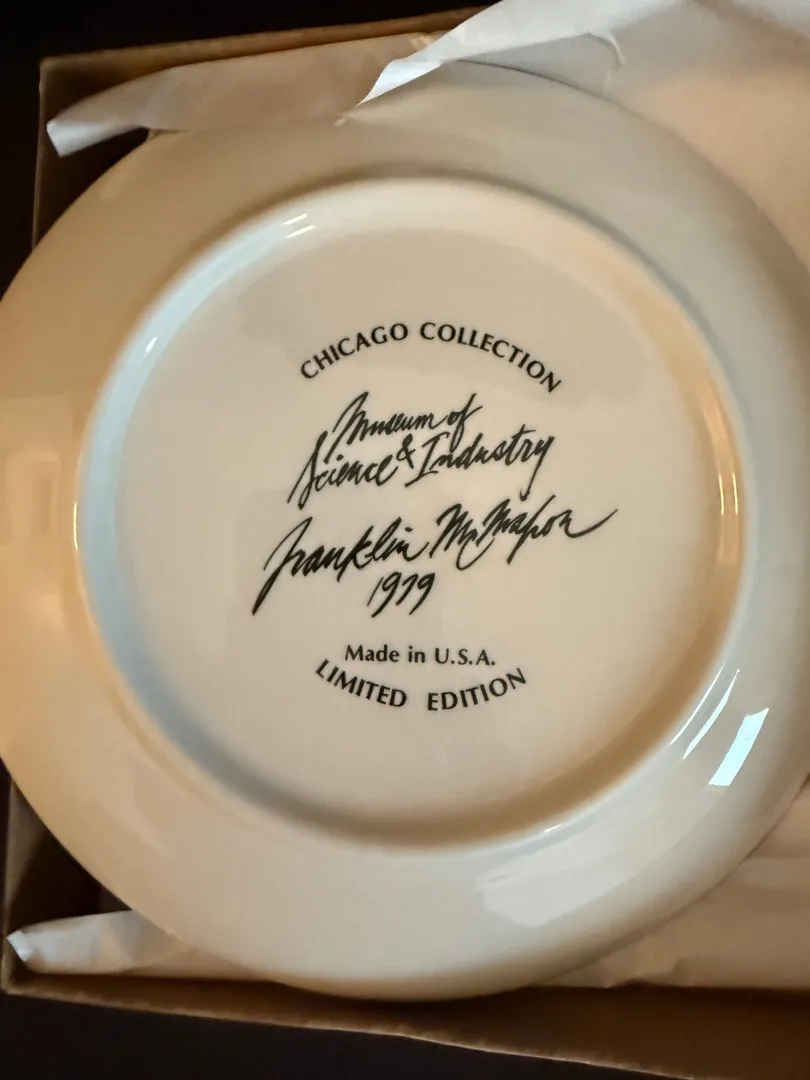 CHICAGO COLLECTION
Museum of
Science & Industry
Franklin McMahon
1979
Made in U.S.A.
LIMITED EDITION